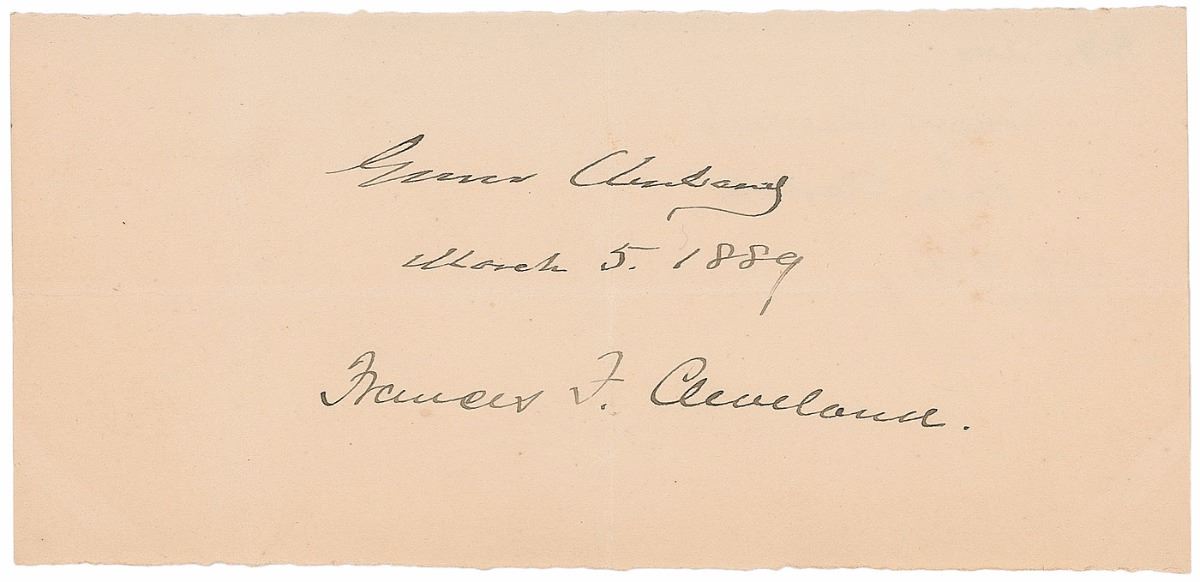 Grover Cleveland
March 5. 1889
Frances F. Cleveland.